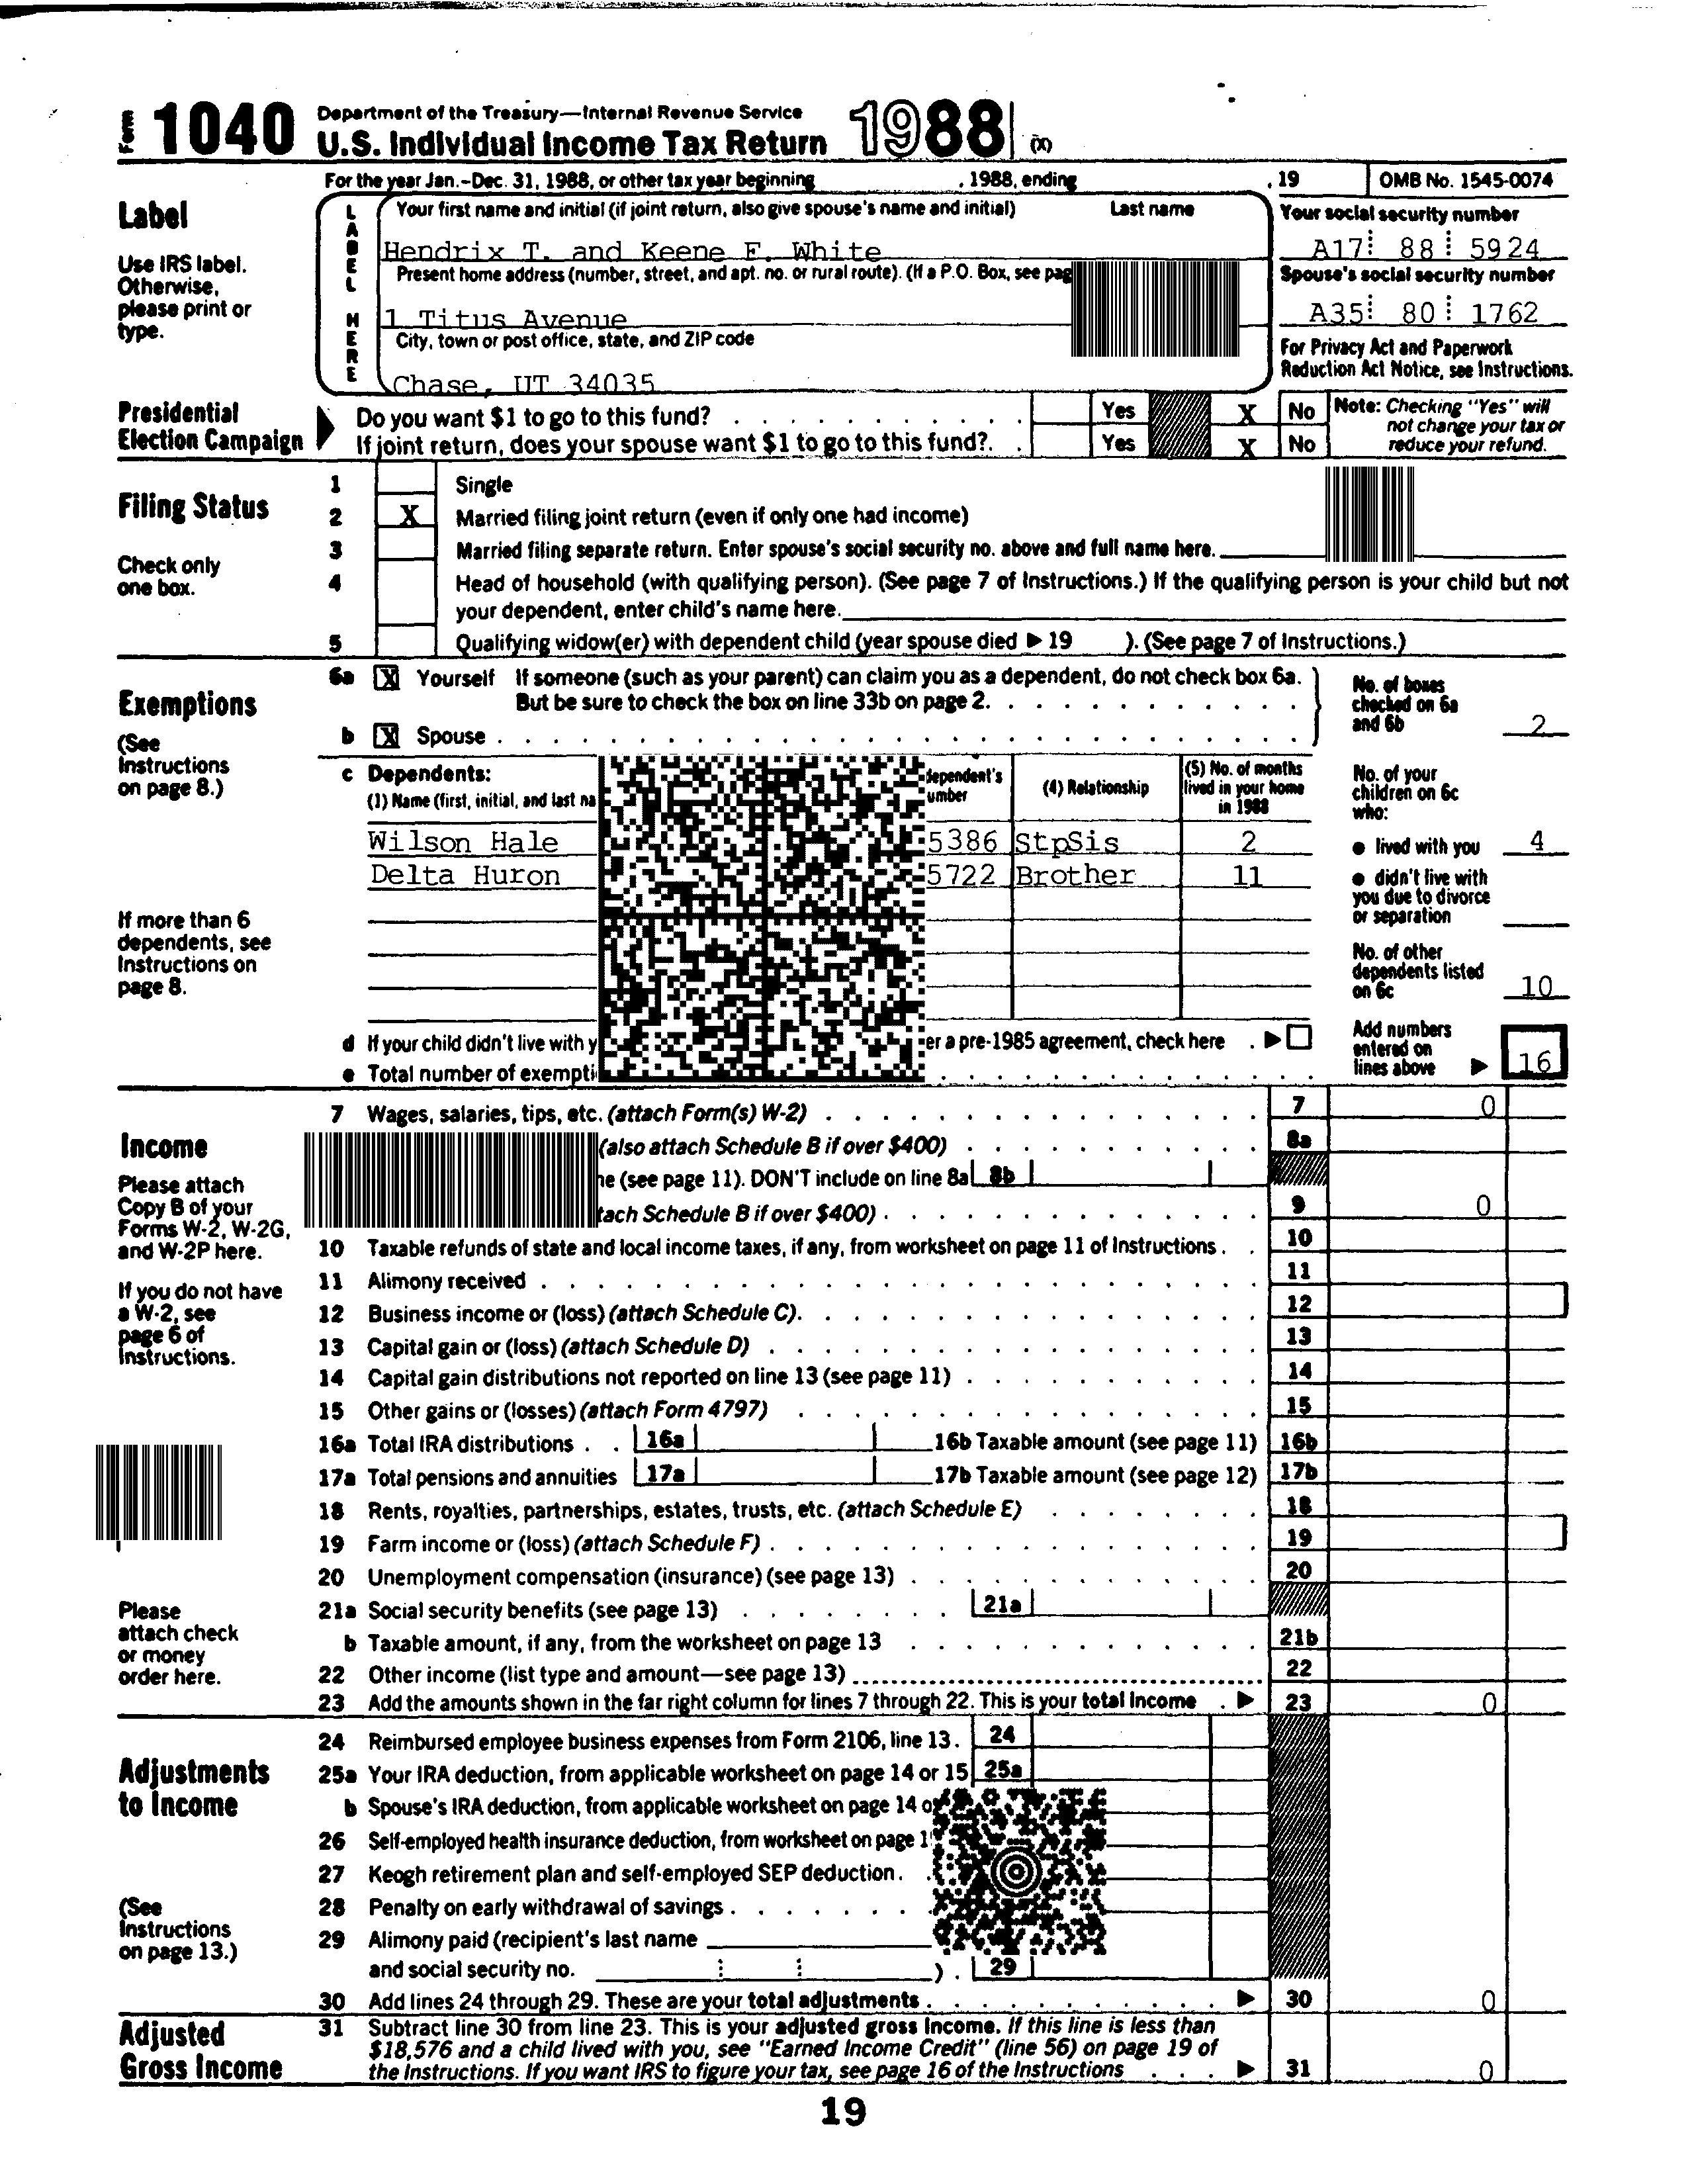 Form 1040 Department of the Treasury—Internal Revenue Service
U.S. Individual Income Tax Return 1988 (X)
For the year Jan.-Dec. 31, 1988, or other tax year beginning , 1988, ending , 19 OMB No. 1545-0074
Label
Use IRS label.
Otherwise,
please print or
type.
LABEL HERE
Your first name and initial (if joint return, also give spouse's name and initial) Last name
Hendrix T. and Keene F. White
Present home address (number, street, and apt. no. or rural route). (If a P.O. Box, see pag
1 Titus Avenue
City, town or post office, state, and ZIP code
Chase, UT 34035
Your social security number
A17 88 5924
Spouse's social security number
A35 80 1762
For Privacy Act and Paperwork
Reduction Act Notice, see Instructions.
Presidential
Election Campaign
Do you want $1 to go to this fund? Yes X No
If joint return, does your spouse want $1 to go to this fund?. Yes X No
Note: Checking "Yes" will
not change your tax or
reduce your refund.
Filing Status
Check only
one box.
1 Single
2 X Married filing joint return (even if only one had income)
3 Married filing separate return. Enter spouse's social security no. above and full name here.
4 Head of household (with qualifying person). (See page 7 of Instructions.) If the qualifying person is your child but not
your dependent, enter child's name here.
5 Qualifying widow(er) with dependent child (year spouse died ▶ 19 ). (See page 7 of Instructions.)
Exemptions
(See
Instructions
on page 8.)
If more than 6
dependents, see
Instructions on
page 8.
6a X Yourself If someone (such as your parent) can claim you as a dependent, do not check box 6a.
But be sure to check the box on line 33b on page 2.
b X Spouse
No. of boxes
checked on 6a
and 6b 2
c Dependents:
(1) Name (first, initial, and last na
dependent's
umber
(4) Relationship
(5) No. of months
lived in your home
in 1988
Wilson Hale 5386 StpSis 2
Delta Huron 5722 Brother 11
No. of your
children on 6c
who:
● lived with you 4
● didn't live with
you due to divorce
or separation
No. of other
dependents listed
on 6c 10
d If your child didn't live with y er a pre-1985 agreement, check here . ▶
e Total number of exempti
Add numbers
entered on
lines above ▶ 16
Income
Please attach
Copy B of your
Forms W-2, W-2G,
and W-2P here.
If you do not have
a W-2, see
page 6 of
Instructions.
Please
attach check
or money
order here.
7 Wages, salaries, tips, etc. (attach Form(s) W-2) 7 0
(also attach Schedule B if over $400) 8a
ne (see page 11). DON'T include on line 8a 8b
tach Schedule B if over $400) 9 0
10 Taxable refunds of state and local income taxes, if any, from worksheet on page 11 of Instructions 10
11 Alimony received 11
12 Business income or (loss) (attach Schedule C). 12
13 Capital gain or (loss) (attach Schedule D) 13
14 Capital gain distributions not reported on line 13 (see page 11) 14
15 Other gains or (losses) (attach Form 4797) 15
16a Total IRA distributions 16a 16b Taxable amount (see page 11) 16b
17a Total pensions and annuities 17a 17b Taxable amount (see page 12) 17b
18 Rents, royalties, partnerships, estates, trusts, etc. (attach Schedule E) 18
19 Farm income or (loss) (attach Schedule F) 19
20 Unemployment compensation (insurance) (see page 13) 20
21a Social security benefits (see page 13) 21a
b Taxable amount, if any, from the worksheet on page 13 21b
22 Other income (list type and amount—see page 13) 22
23 Add the amounts shown in the far right column for lines 7 through 22. This is your total income ▶ 23 0
Adjustments
to Income
(See
Instructions
on page 13.)
24 Reimbursed employee business expenses from Form 2106, line 13. 24
25a Your IRA deduction, from applicable worksheet on page 14 or 15 25a
b Spouse's IRA deduction, from applicable worksheet on page 14 o
26 Self-employed health insurance deduction, from worksheet on page 1
27 Keogh retirement plan and self-employed SEP deduction
28 Penalty on early withdrawal of savings
29 Alimony paid (recipient's last name
and social security no. ) . 29
30 Add lines 24 through 29. These are your total adjustments ▶ 30 0
Adjusted
Gross Income
31 Subtract line 30 from line 23. This is your adjusted gross income. If this line is less than
$18,576 and a child lived with you, see "Earned Income Credit" (line 56) on page 19 of
the Instructions. If you want IRS to figure your tax, see page 16 of the Instructions ▶ 31 0
19